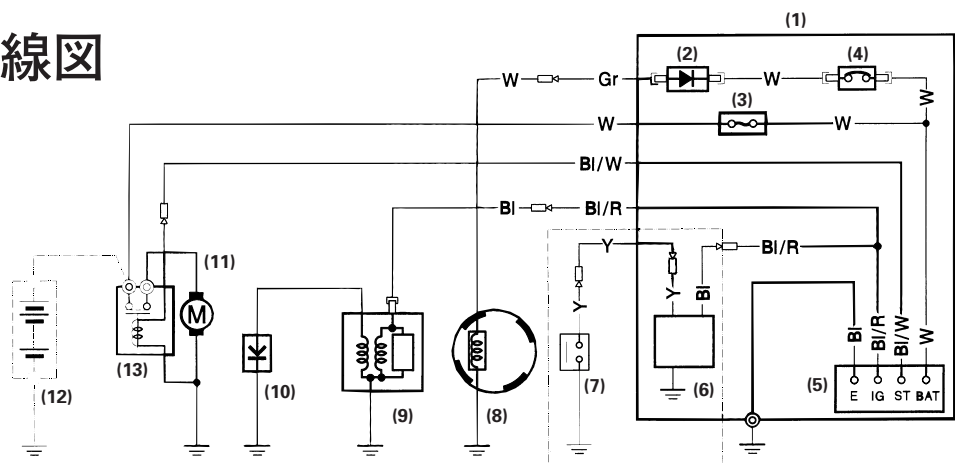 線図
(1)
(2)
(4)
W
Gr
W
W
(3)
W
W
Bl/W
Bl
Bl/R
Y
Bl/R
(11)
M
Y
Y
Bl
Bl
Bl/R
Bl/W
W
(13)
(12)
(10)
(9)
(8)
(7)
(6)
(5)
E IG ST BAT